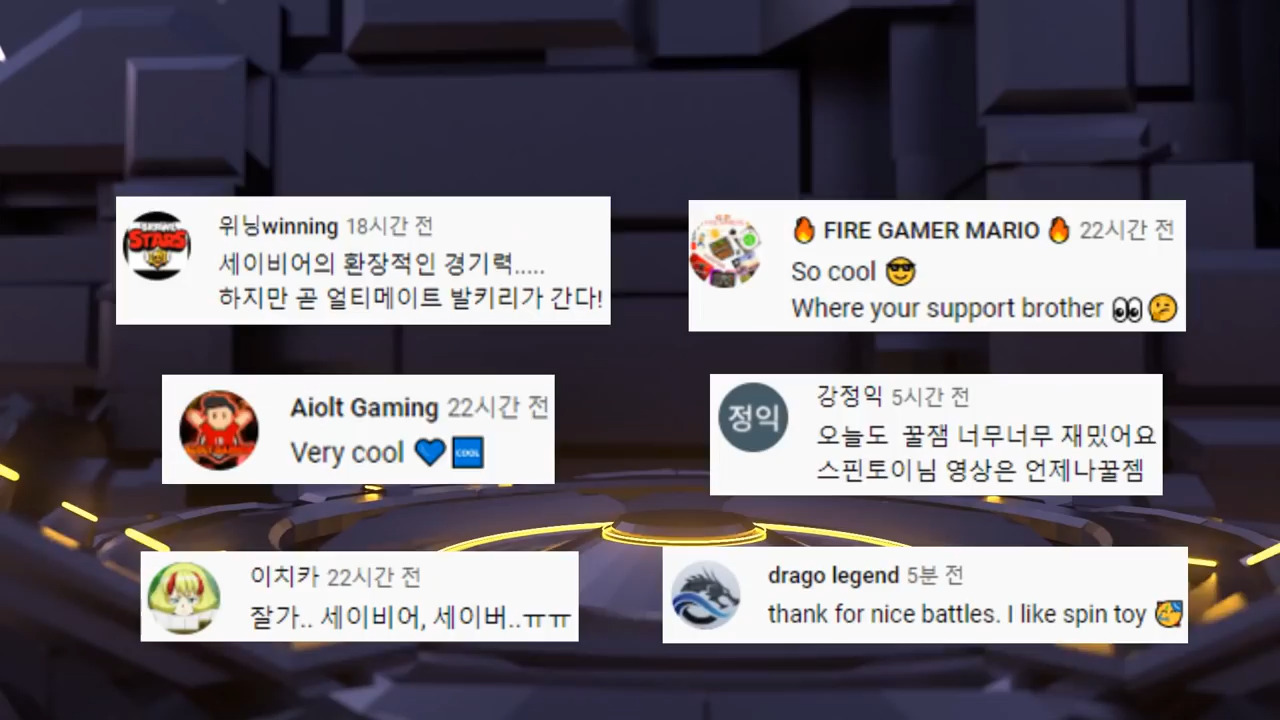 위닝winning 18시간 전
세이비어의 환장적인 경기력.....
하지만 곧 얼티메이트 발키리가 간다!
🔥 FIRE GAMER MARIO 🔥 22시간 전
So cool 😎
Where your support brother 👀🤔
Aiolt Gaming 22시간 전
Very cool 💙🆒
COOL
정익
강정익 5시간 전
오늘도 꿀잼 너무너무 재밌어요
스핀토이님 영상은 언제나꿀젬
이치카 22시간 전
잘가.. 세이비어, 세이버..ㅠㅠ
drago legend 5분 전
thank for nice battles. I like spin toy
STARS